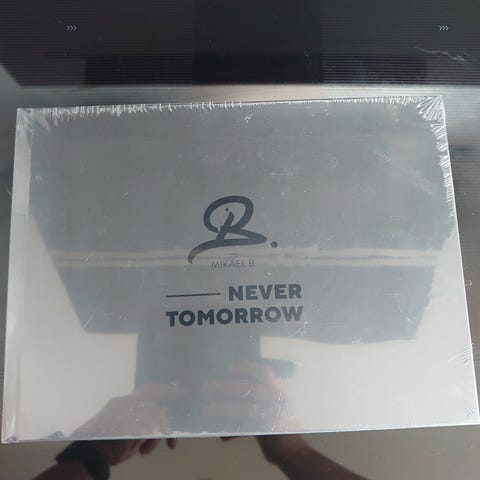 B.
MIKAEL B.
NEVER
TOMORROW